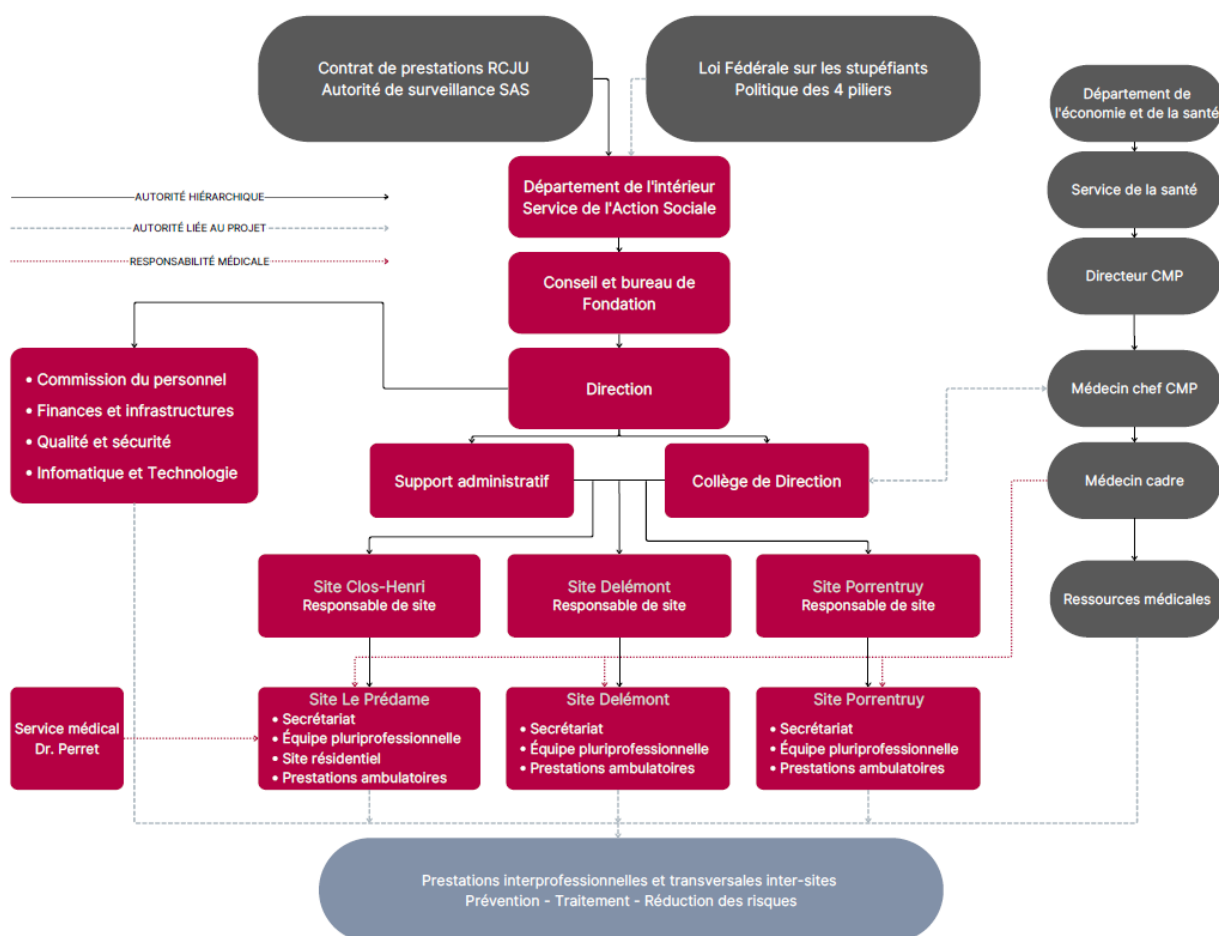 Contrat de prestations RCJU
Autorité de surveillance SAS
Loi Fédérale sur les stupéfiants
Politique des 4 piliers
Département de
l'économie et de la santé
Service de la santé
Directeur CMP
Médecin chef CMP
Médecin cadre
Ressources médicales
AUTORITÉ HIÉRARCHIQUE
AUTORITÉ LIÉE AU PROJET
RESPONSABILITÉ MÉDICALE
Département de l'intérieur
Service de l'Action Sociale
Conseil et bureau de
Fondation
Direction
• Commission du personnel
• Finances et infrastructures
• Qualité et sécurité
• Infomatique et Technologie
Support administratif
Collège de Direction
Site Clos-Henri
Responsable de site
Site Delémont
Responsable de site
Site Porrentruy
Responsable de site
Service médical
Dr. Perret
Site Le Prédame
• Secrétariat
• Équipe pluriprofessionnelle
• Site résidentiel
• Prestations ambulatoires
Site Delémont
• Secrétariat
• Équipe pluriprofessionnelle
• Prestations ambulatoires
Site Porrentruy
• Secrétariat
• Équipe pluriprofessionnelle
• Prestations ambulatoires
Prestations interprofessionnelles et transversales inter-sites
Prévention - Traitement - Réduction des risques